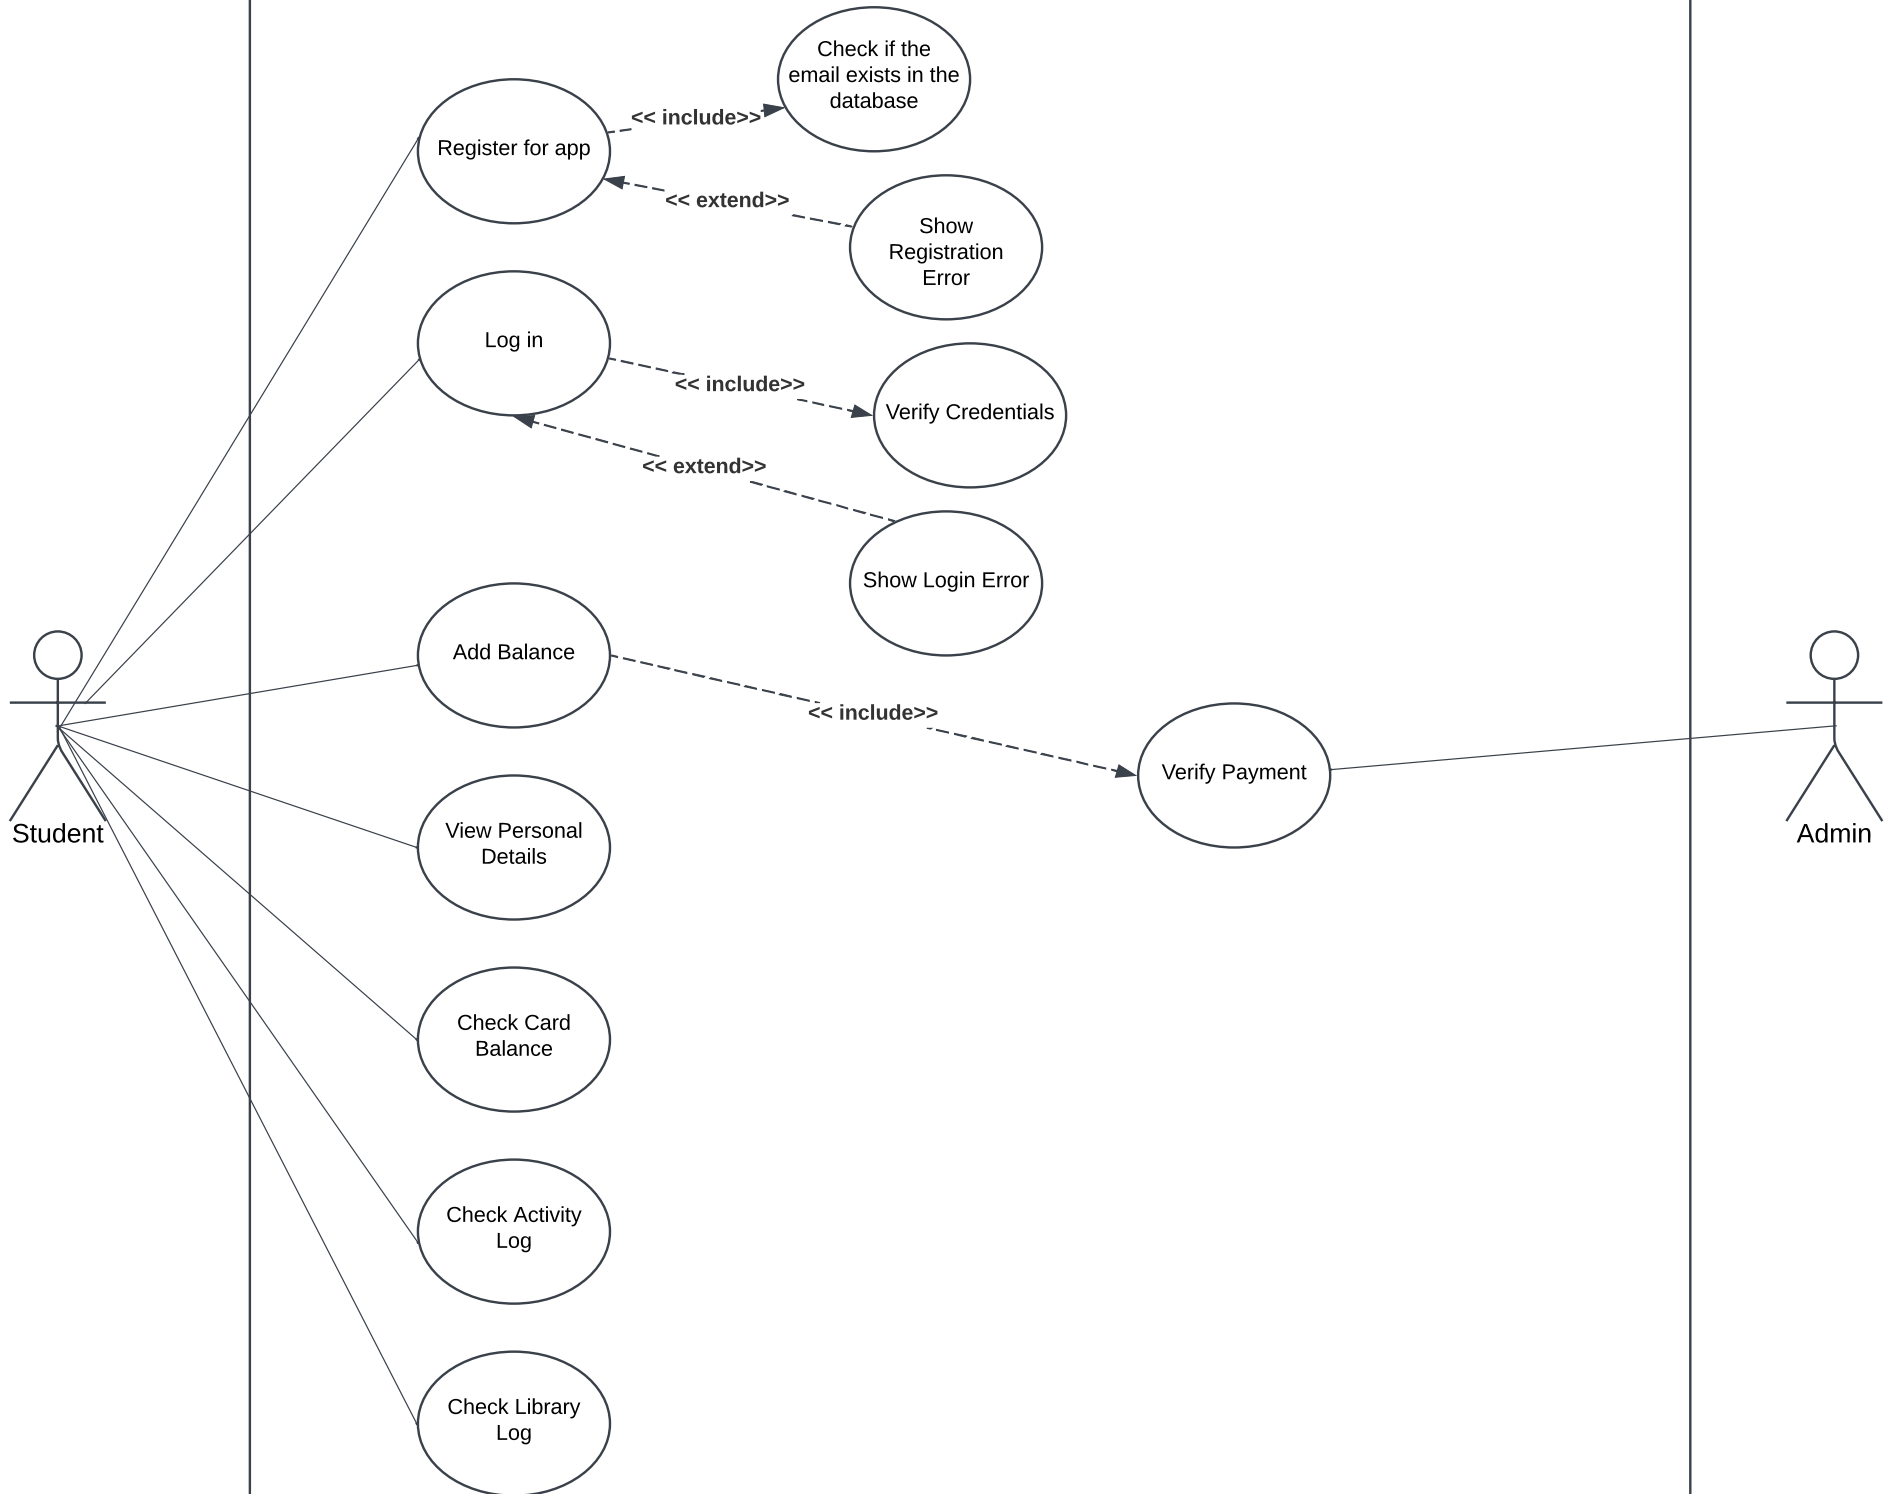 Check if the
email exists in the
database
<< include>>
Register for app
<< extend>>
Show
Registration
Error
Log in
<< include>>
Verify Credentials
<< extend>>
Show Login Error
Add Balance
<< include>>
Verify Payment
Student
Admin
View Personal
Details
Check Card
Balance
Check Activity
Log
Check Library
Log